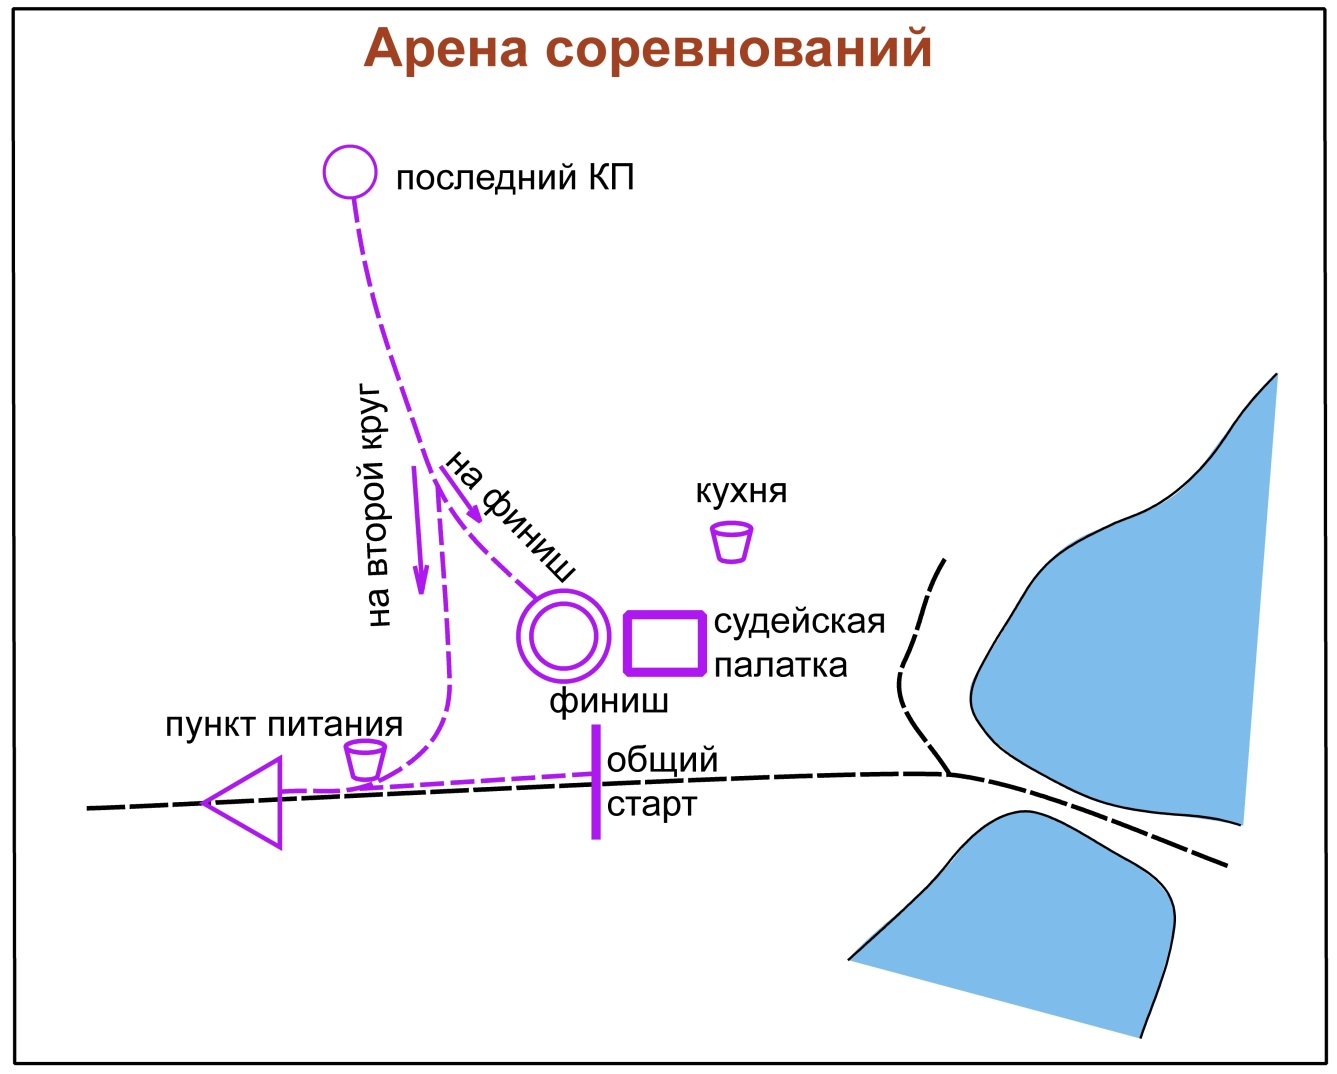 Арена соревнований
последний КП
на второй круг
на финиш
кухня
судейская
палатка
финиш
пункт питания
общий
старт